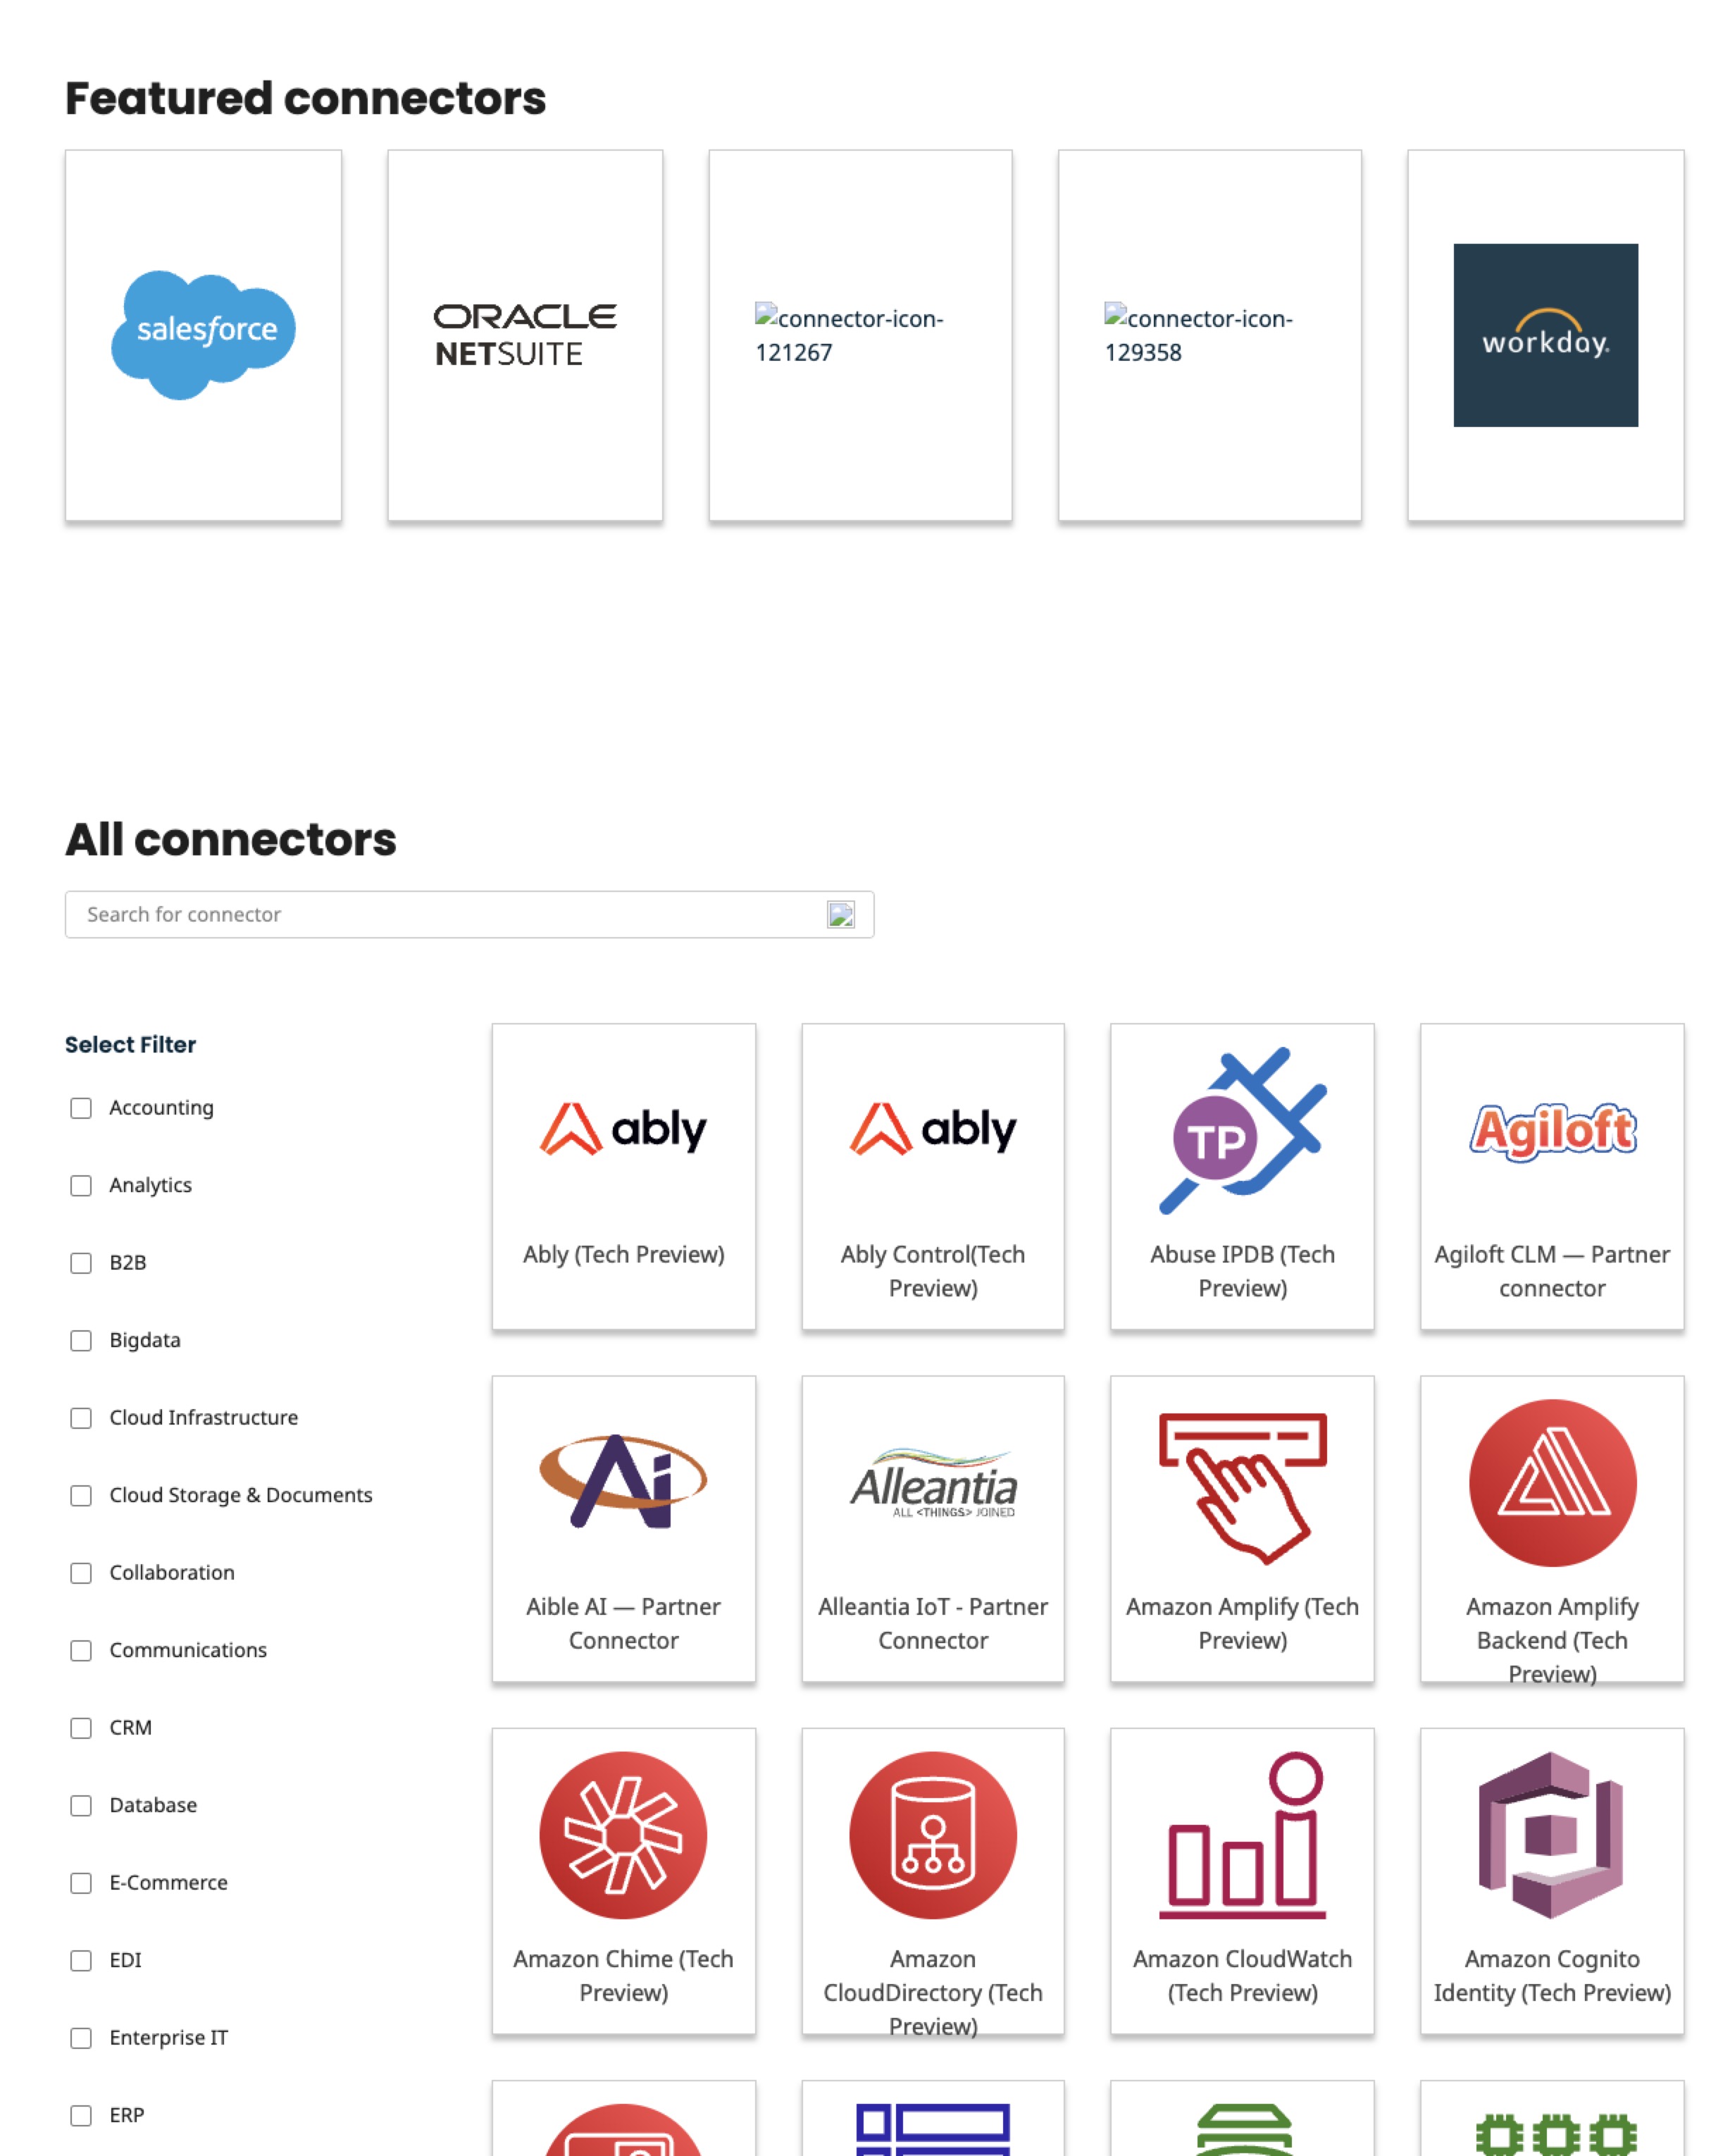 Featured connectors
salesforce
ORACLE
NETSUITE
connector-icon-
121267
connector-icon-
129358
workday.
All connectors
Search for connector
Select Filter
Accounting
Analytics
B2B
Bigdata
Cloud Infrastructure
Cloud Storage & Documents
Collaboration
Communications
CRM
Database
E-Commerce
EDI
Enterprise IT
ERP
ably
Ably (Tech Preview)
ably
Ably Control(Tech
Preview)
TP
Abuse IPDB (Tech
Preview)
Agiloft
Agiloft CLM — Partner
connector
Ai
Aible AI — Partner
Connector
Alleantia
ALL <THINGS> JOINED
Alleantia IoT - Partner
Connector
Amazon Amplify (Tech
Preview)
Amazon Amplify
Backend (Tech
Preview)
Amazon Chime (Tech
Preview)
Amazon
CloudDirectory (Tech
Preview)
Amazon CloudWatch
(Tech Preview)
Amazon Cognito
Identity (Tech Preview)